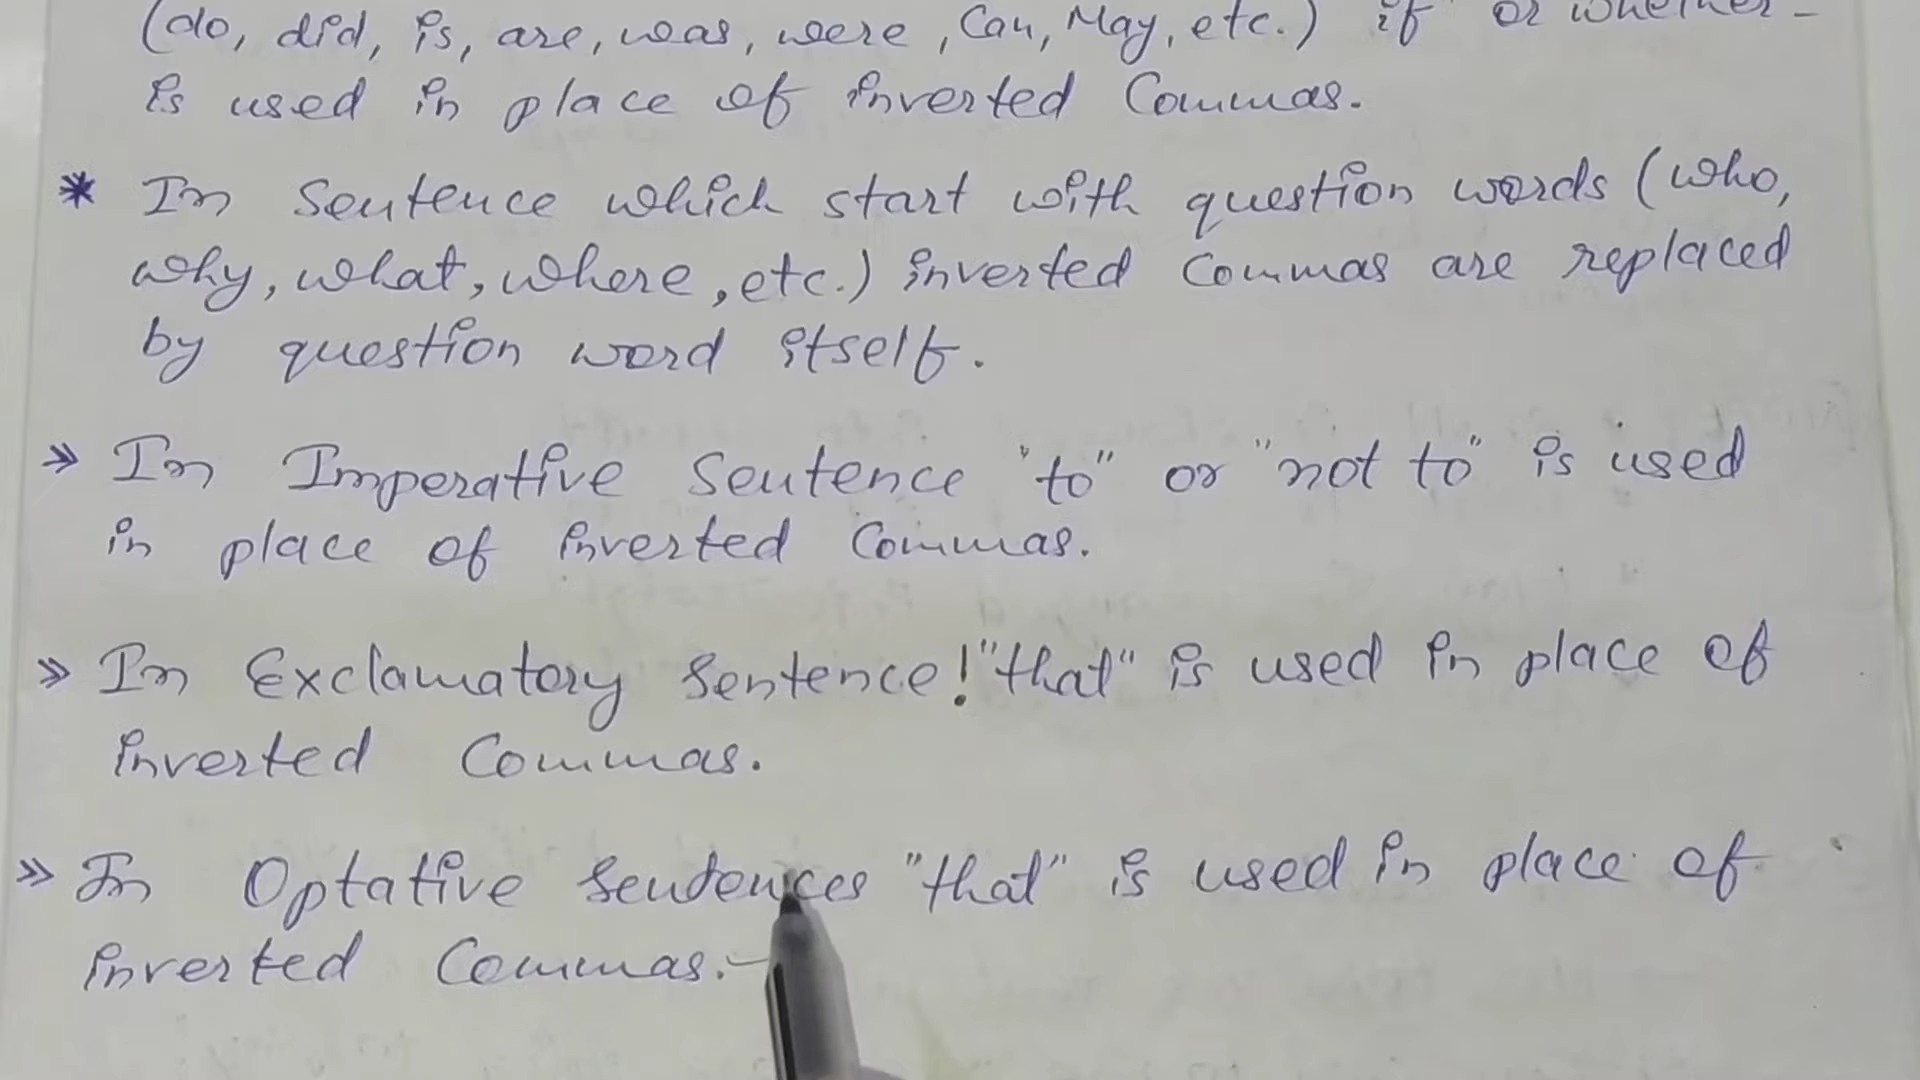 (do, did, is, are, was, were, Can, May, etc.) if or whether-
is used in place of inverted Commas.
* In Sentence which start with question words (who,
why, what, where, etc.) inverted Commas are replaced
by question word itself.
» In Imperative Sentence "to" or "not to" is used
in place of inverted Commas.
» In Exclamatory Sentence! "that" is used in place of
inverted Commas.
» In Optative Sentences "that" is used in place of
inverted Commas.-